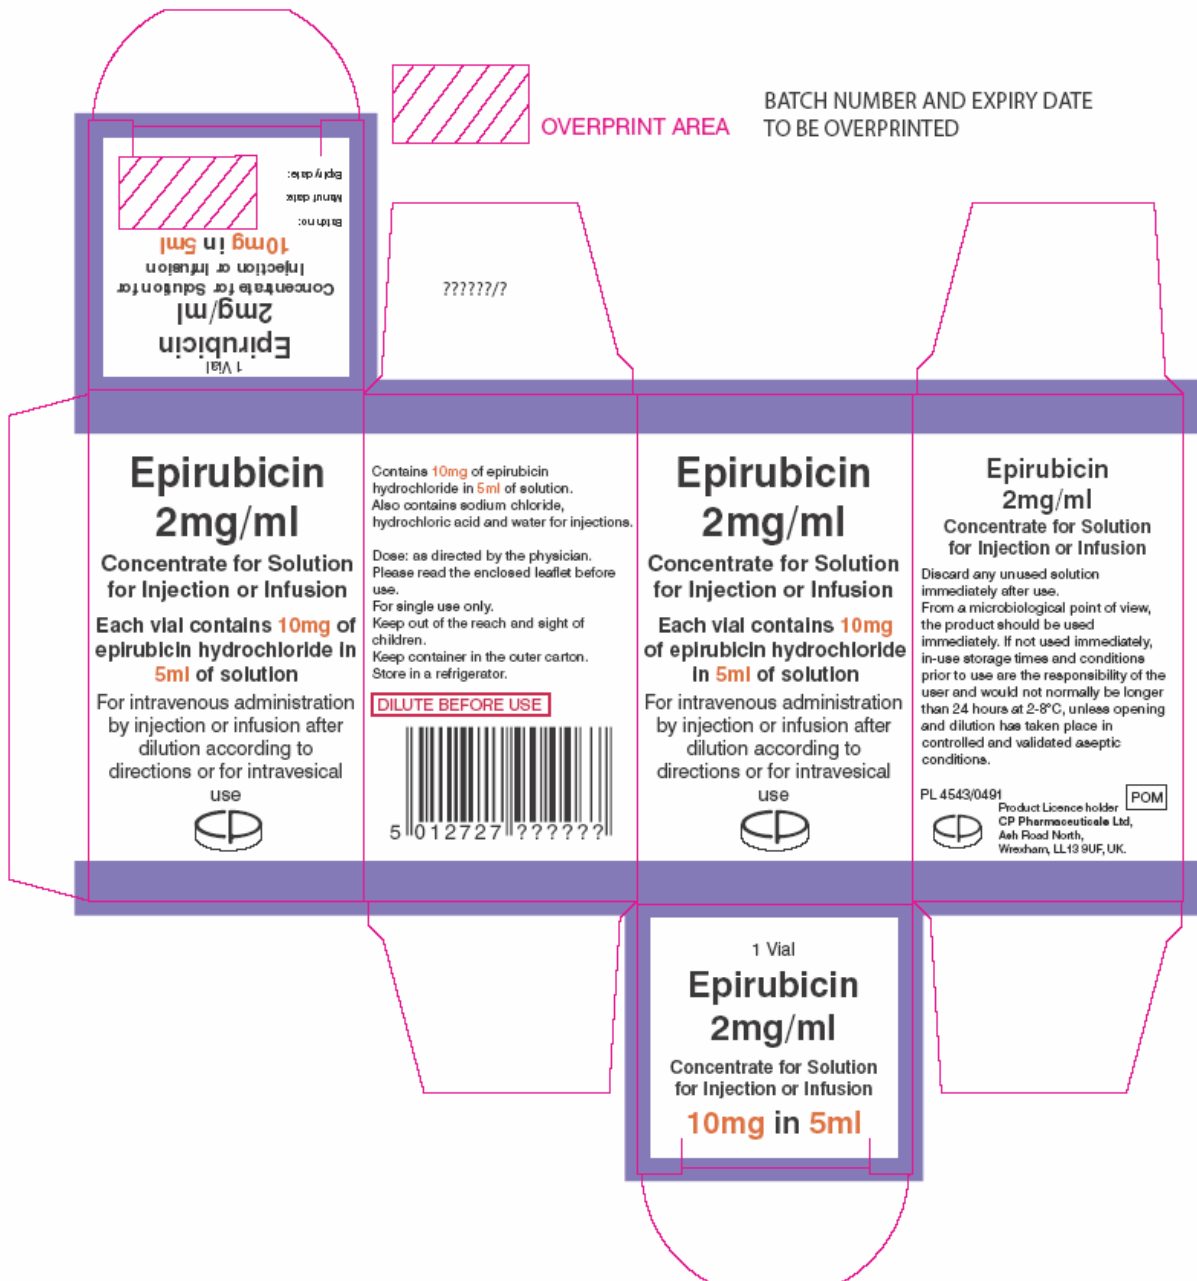 OVERPRINT AREA
BATCH NUMBER AND EXPIRY DATE
TO BE OVERPRINTED
1 Vial
Epirubicin
2mg/ml
Concentrate for Solution for
Injection or Infusion
10mg in 5ml
Batch no:
Manuf date:
Expiry date:
??????/?
Epirubicin
2mg/ml
Concentrate for Solution
for Injection or Infusion
Each vial contains 10mg of
epirubicin hydrochloride in
5ml of solution
For intravenous administration
by injection or infusion after
dilution according to
directions or for intravesical
use
CP
Contains 10mg of epirubicin
hydrochloride in 5ml of solution.
Also contains sodium chloride,
hydrochloric acid and water for injections.
Dose: as directed by the physician.
Please read the enclosed leaflet before
use.
For single use only.
Keep out of the reach and sight of
children.
Keep container in the outer carton.
Store in a refrigerator.
DILUTE BEFORE USE
5 012727 ??????
Epirubicin
2mg/ml
Concentrate for Solution
for Injection or Infusion
Each vial contains 10mg
of epirubicin hydrochloride
in 5ml of solution
For intravenous administration
by injection or infusion after
dilution according to
directions or for intravesical
use
CP
Epirubicin
2mg/ml
Concentrate for Solution
for Injection or Infusion
Discard any unused solution
immediately after use.
From a microbiological point of view,
the product should be used
immediately. If not used immediately,
in-use storage times and conditions
prior to use are the responsibility of the
user and would not normally be longer
than 24 hours at 2-8°C, unless opening
and dilution has taken place in
controlled and validated aseptic
conditions.
PL 4543/0491
POM
CP
Product Licence holder
CP Pharmaceuticals Ltd,
Ash Road North,
Wrexham, LL13 9UF, UK.
1 Vial
Epirubicin
2mg/ml
Concentrate for Solution
for Injection or Infusion
10mg in 5ml